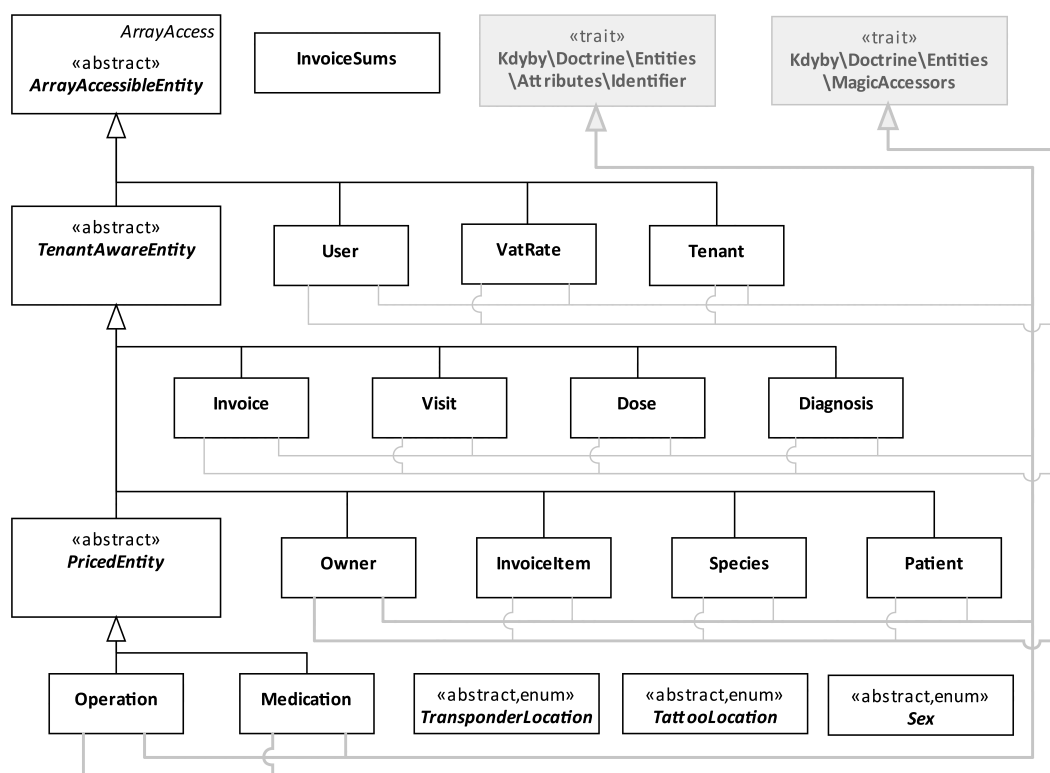 ArrayAccess
«abstract»
ArrayAccessibleEntity
InvoiceSums
«trait»
Kdyby\Doctrine\Entities
\Attributes\Identifier
«trait»
Kdyby\Doctrine\Entities
\MagicAccessors
«abstract»
TenantAwareEntity
User
VatRate
Tenant
Invoice
Visit
Dose
Diagnosis
«abstract»
PricedEntity
Owner
InvoiceItem
Species
Patient
Operation
Medication
«abstract,enum»
TransponderLocation
«abstract,enum»
TattooLocation
«abstract,enum»
Sex